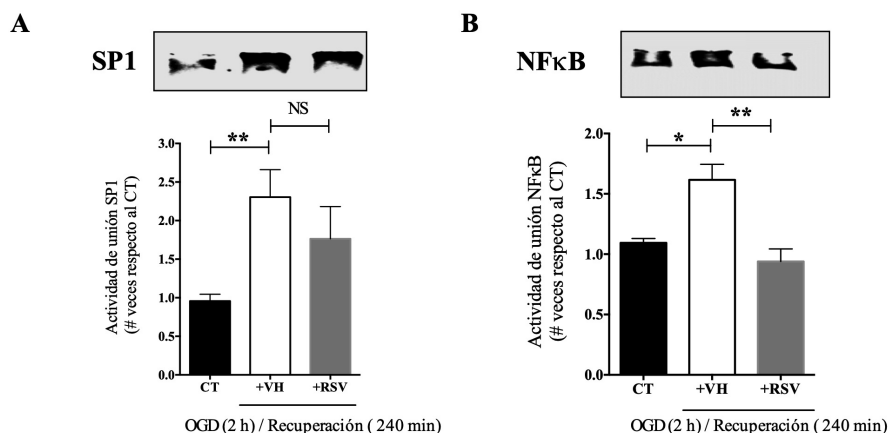 A
SP1
NS
**
3.0
2.5
2.0
1.5
1.0
0.5
0.0
Actividad de unión SP1
(# veces respecto al CT)
CT +VH +RSV
OGD (2 h) / Recuperación ( 240 min)
B
NFκB
**
*
2.0
1.5
1.0
0.5
0.0
Actividad de unión NFκB
(# veces respecto al CT)
CT +VH +RSV
OGD (2 h) / Recuperación ( 240 min)